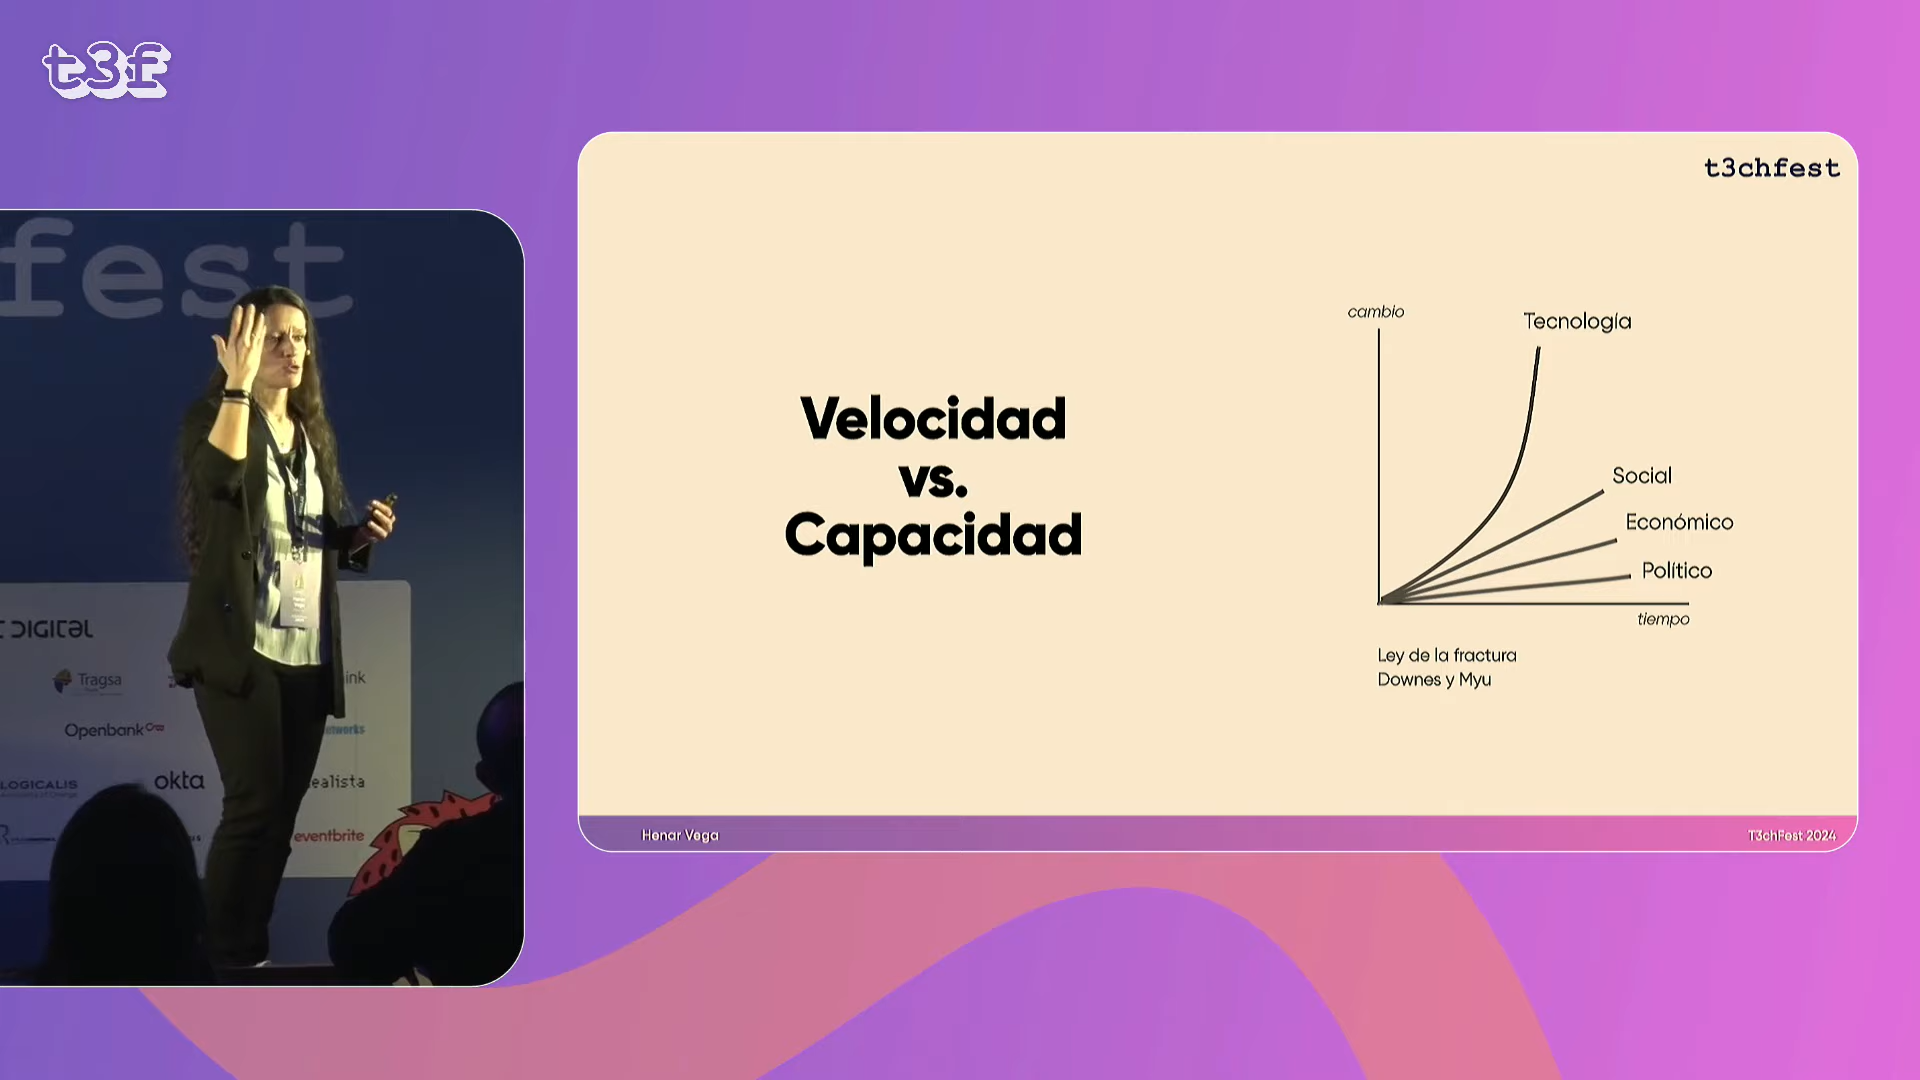 t3f
t3chfest
fest
cambio
Tecnología
Velocidad
vs.
Capacidad
Social
Económico
Político
tiempo
Ley de la fractura
Downes y Myu
Henar Vega
T3chFest 2024
DIGITAL
Tragsa
Openbank
LOGICALIS
okta
eventbrite